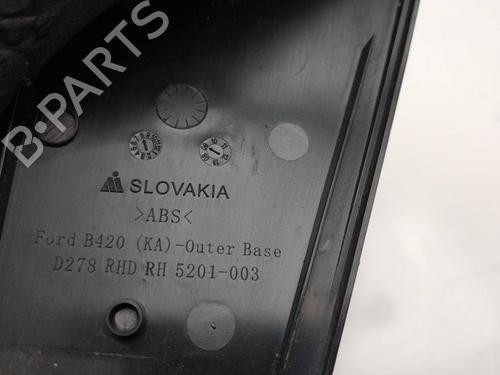 B-PARTS
SLOVAKIA
>ABS<
Ford B420 (KA)-Outer Base
D278 RHD RH 5201-003